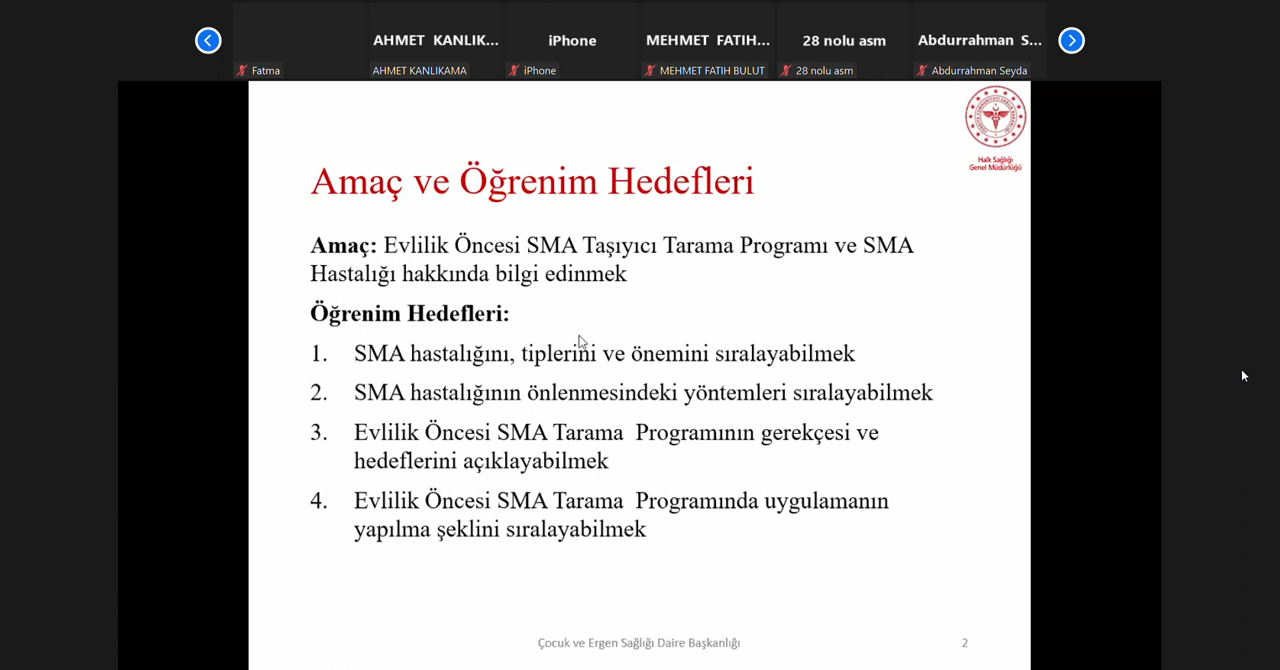 AHMET KANLIK...
iPhone
MEHMET FATIH...
28 nolu asm
Abdurrahman S...
Fatma
AHMET KANLIKAMA
iPhone
MEHMET FATIH BULUT
28 nolu asm
Abdurrahman Seyda
Halk Sağlığı
Genel Müdürlüğü
Amaç ve Öğrenim Hedefleri
Amaç: Evlilik Öncesi SMA Taşıyıcı Tarama Programı ve SMA
Hastalığı hakkında bilgi edinmek
Öğrenim Hedefleri:
1. SMA hastalığını, tiplerini ve önemini sıralayabilmek
2. SMA hastalığının önlenmesindeki yöntemleri sıralayabilmek
3. Evlilik Öncesi SMA Tarama Programının gerekçesi ve
hedeflerini açıklayabilmek
4. Evlilik Öncesi SMA Tarama Programında uygulamanın
yapılma şeklini sıralayabilmek
Çocuk ve Ergen Sağlığı Daire Başkanlığı
2